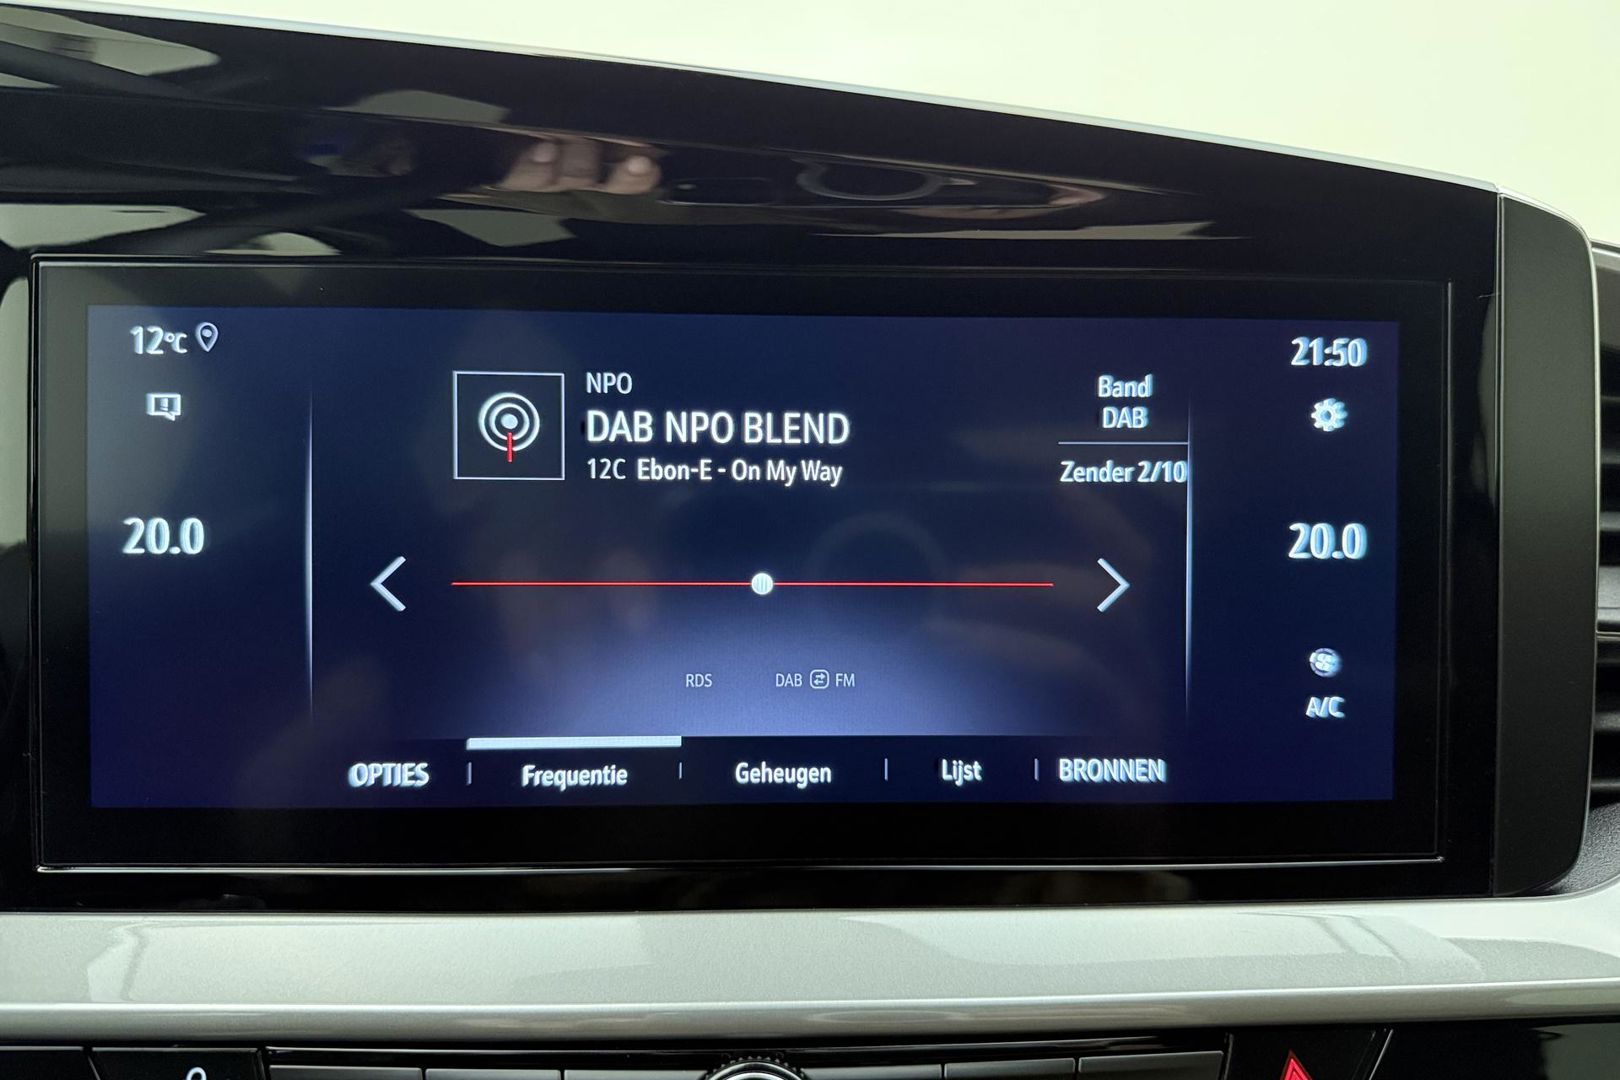 12°C
21:50
NPO
DAB NPO BLEND
12C Ebon-E - On My Way
Band
DAB
Zender 2/10
20.0
20.0
RDS
DAB FM
A/C
OPTIES
Frequentie
Geheugen
Lijst
BRONNEN